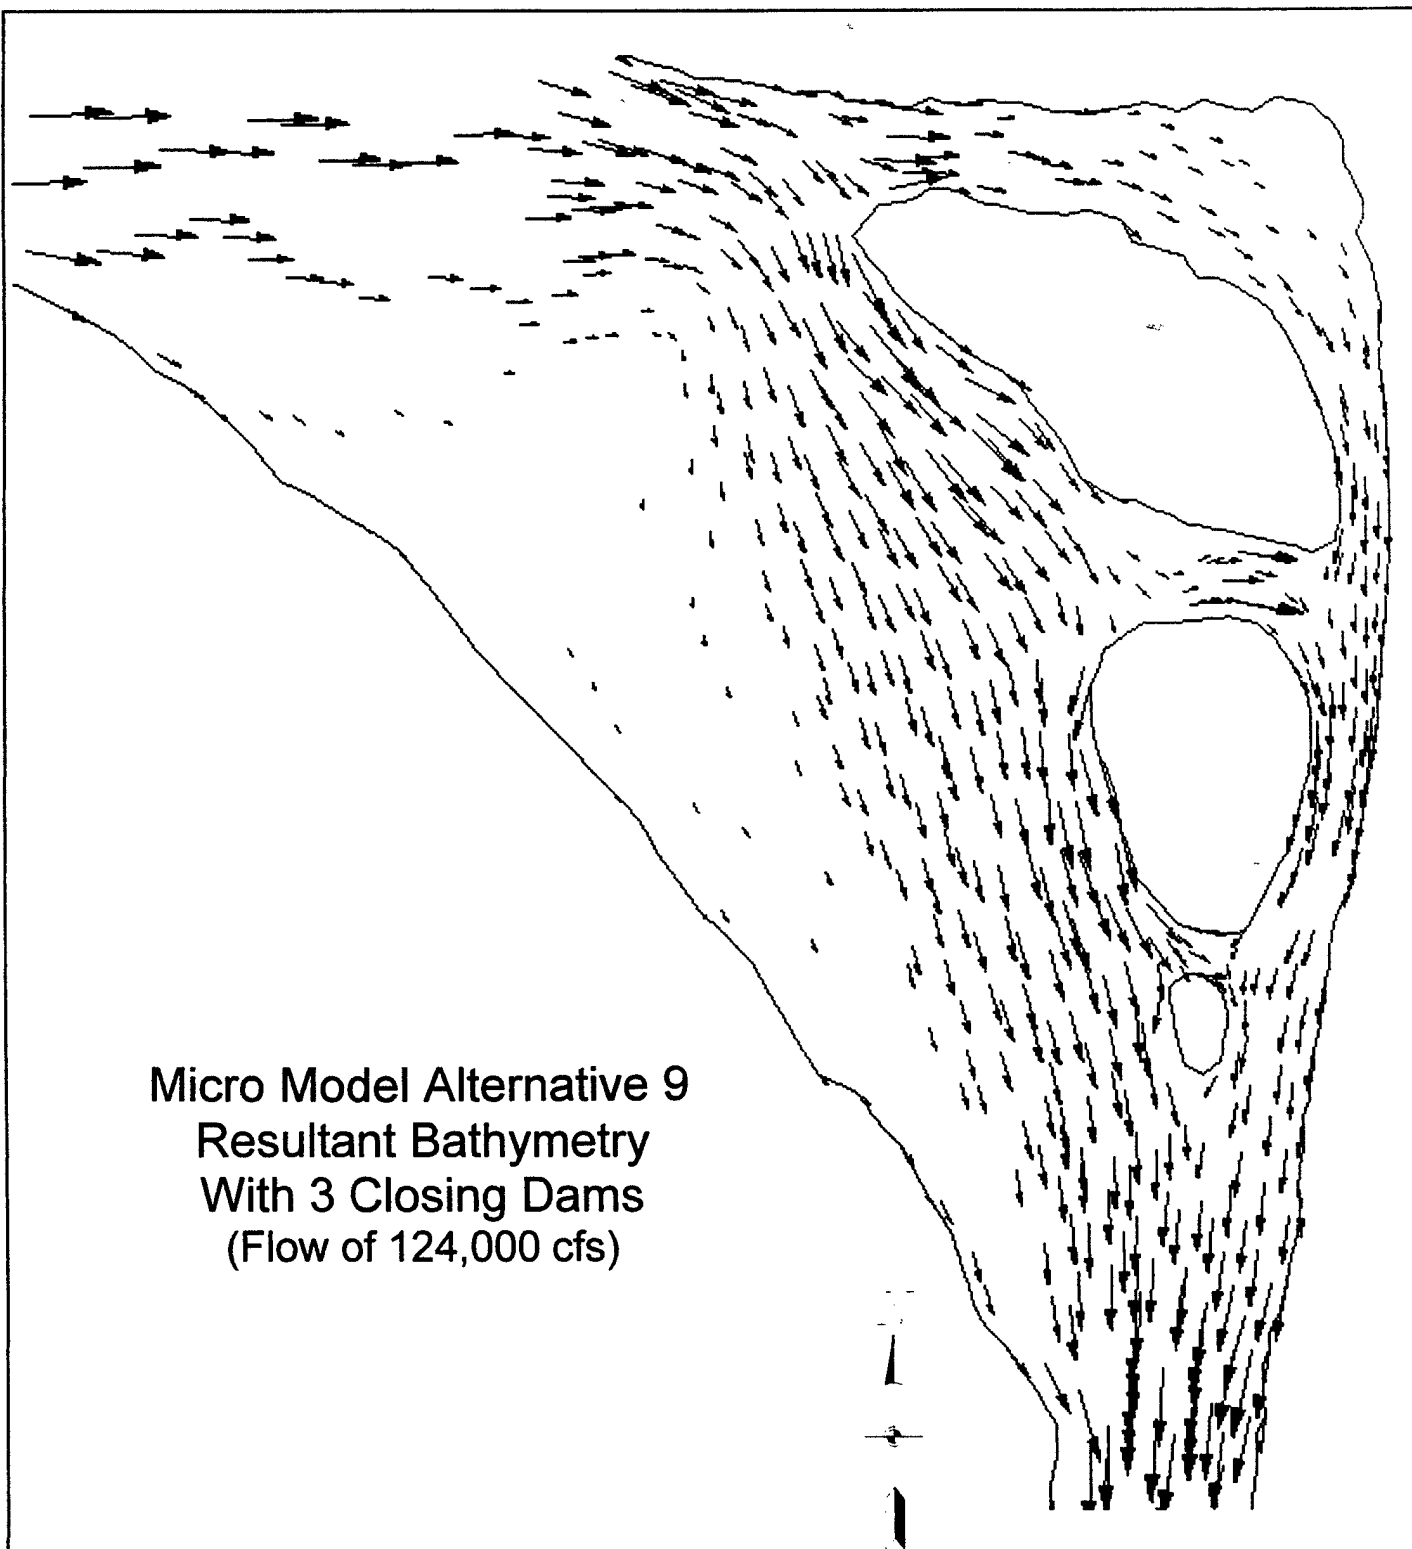 Micro Model Alternative 9
Resultant Bathymetry
With 3 Closing Dams
(Flow of 124,000 cfs)